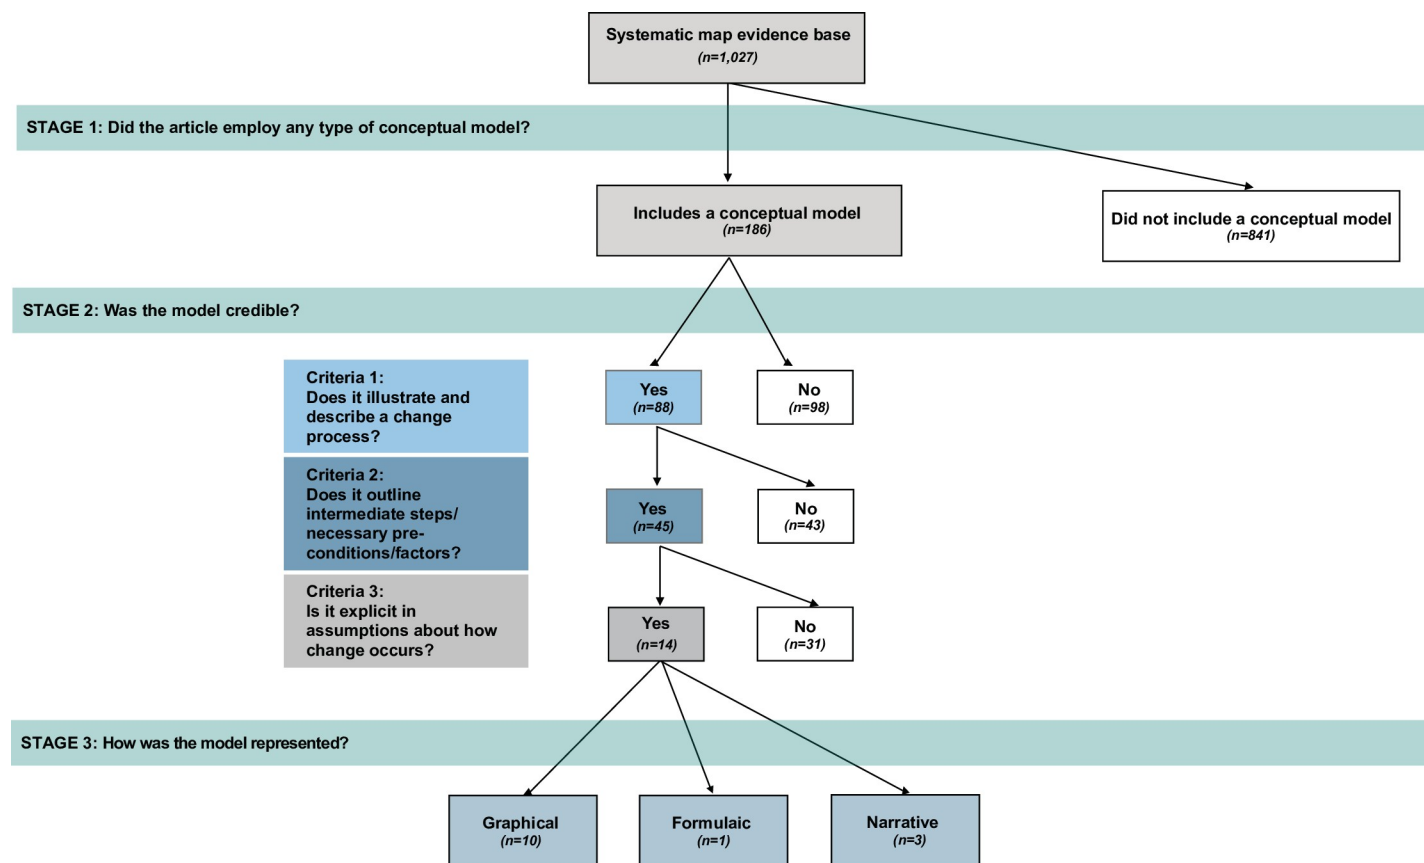 Systematic map evidence base
(n=1,027)
STAGE 1: Did the article employ any type of conceptual model?
Includes a conceptual model
(n=186)
Did not include a conceptual model
(n=841)
STAGE 2: Was the model credible?
Criteria 1:
Does it illustrate and
describe a change
process?
Yes
(n=88)
No
(n=98)
Criteria 2:
Does it outline
intermediate steps/
necessary pre-
conditions/factors?
Yes
(n=45)
No
(n=43)
Criteria 3:
Is it explicit in
assumptions about how
change occurs?
Yes
(n=14)
No
(n=31)
STAGE 3: How was the model represented?
Graphical
(n=10)
Formulaic
(n=1)
Narrative
(n=3)